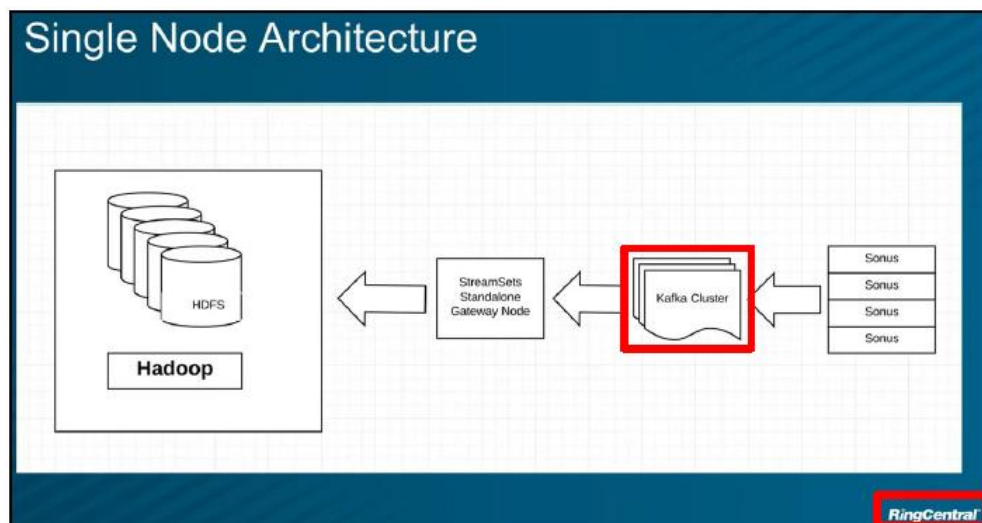 Single Node Architecture
HDFS
Hadoop
StreamSets
Standalone
Gateway Node
Kafka Cluster
Sonus
Sonus
Sonus
Sonus
RingCentral